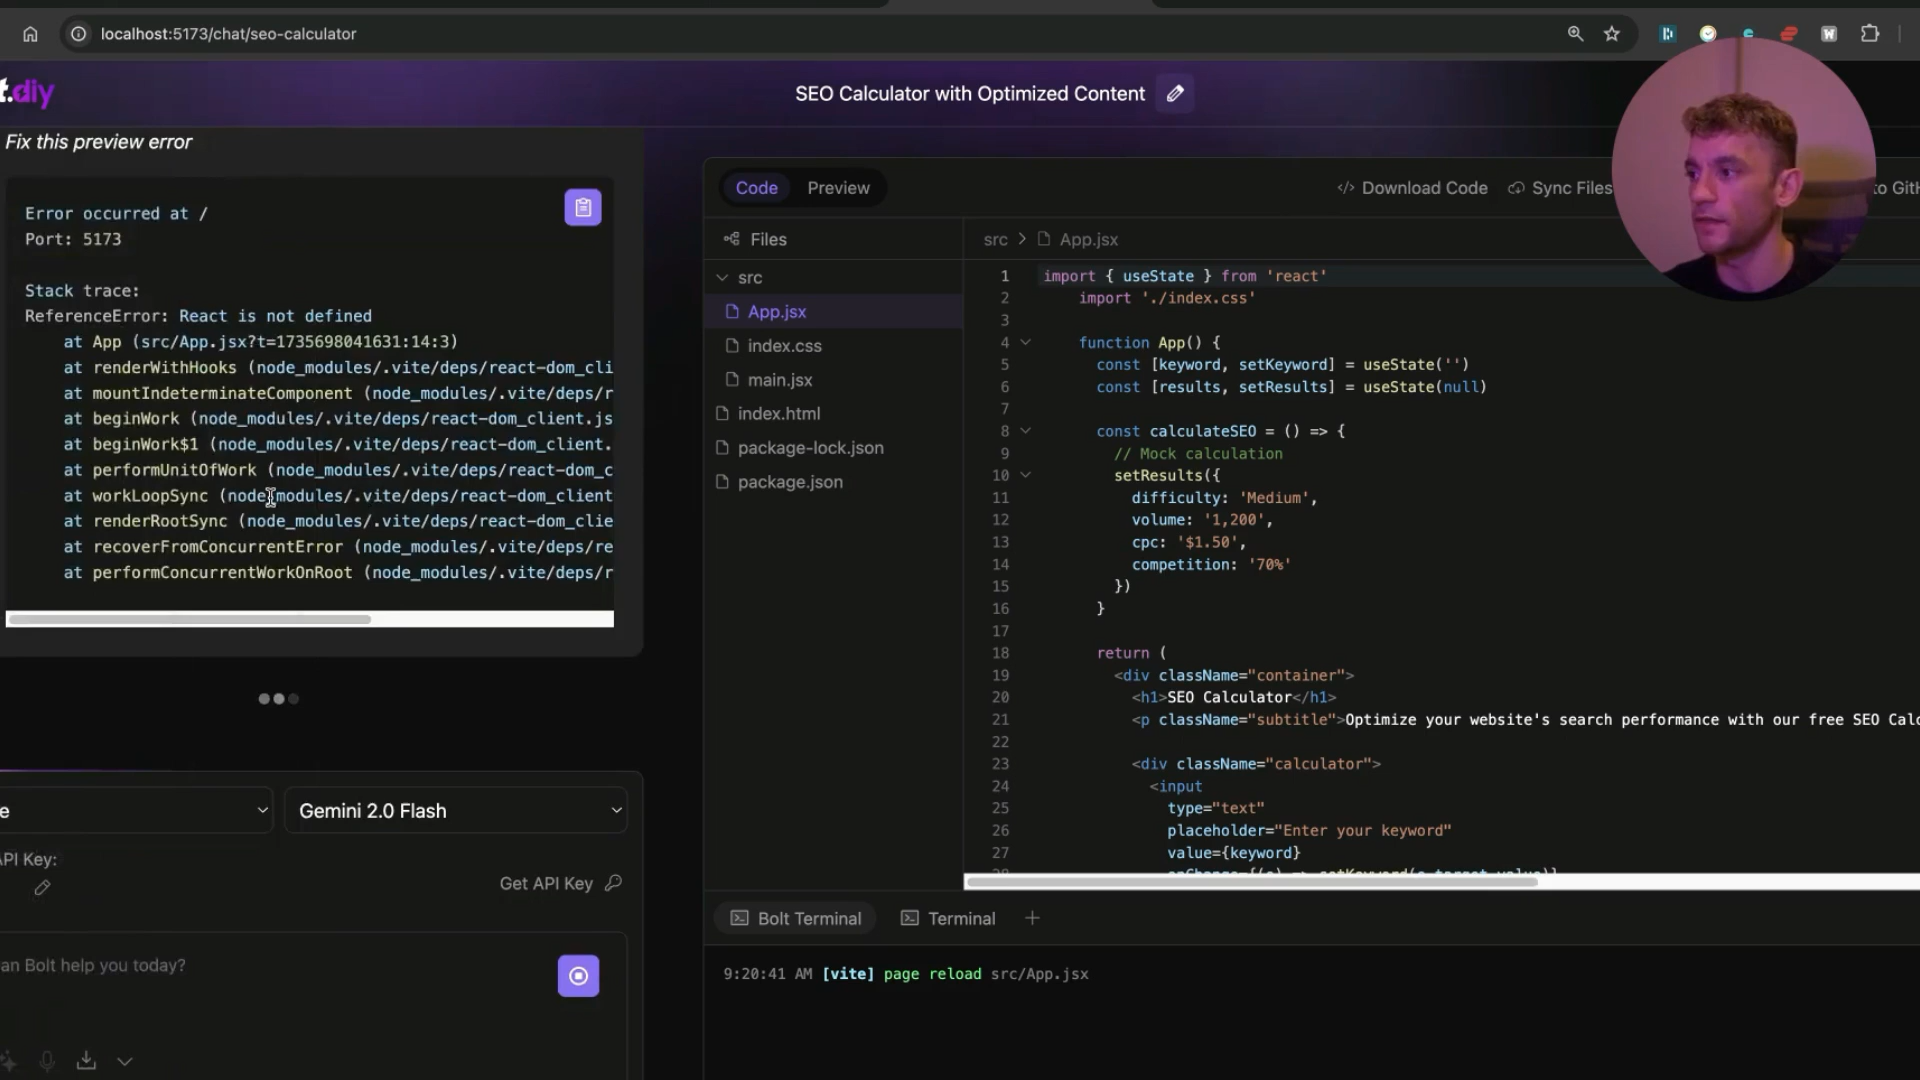 localhost:5173/chat/seo-calculator
t.diy
SEO Calculator with Optimized Content
Fix this preview error
Error occurred at /
Port: 5173
Stack trace:
ReferenceError: React is not defined
at App (src/App.jsx?t=1735698041631:14:3)
at renderWithHooks (node_modules/.vite/deps/react-dom_cli
at mountIndeterminateComponent (node_modules/.vite/deps/r
at beginWork (node_modules/.vite/deps/react-dom_client.js
at beginWork$1 (node_modules/.vite/deps/react-dom_client.
at performUnitOfWork (node_modules/.vite/deps/react-dom_c
at workLoopSync (node_modules/.vite/deps/react-dom_client
at renderRootSync (node_modules/.vite/deps/react-dom_clie
at recoverFromConcurrentError (node_modules/.vite/deps/re
at performConcurrentWorkOnRoot (node_modules/.vite/deps/r
e
Gemini 2.0 Flash
API Key:
Get API Key
an Bolt help you today?
Code
Preview
Download Code
Sync Files
to GitH
Files
src
App.jsx
index.css
main.jsx
index.html
package-lock.json
package.json
src > App.jsx
1 import { useState } from 'react'
2 import './index.css'
3
4 function App() {
5 const [keyword, setKeyword] = useState('')
6 const [results, setResults] = useState(null)
7
8 const calculateSEO = () => {
9 // Mock calculation
10 setResults({
11 difficulty: 'Medium',
12 volume: '1,200',
13 cpc: '$1.50',
14 competition: '70%'
15 })
16 }
17
18 return (
19 <div className="container">
20 <h1>SEO Calculator</h1>
21 <p className="subtitle">Optimize your website's search performance with our free SEO Calc
22
23 <div className="calculator">
24 <input
25 type="text"
26 placeholder="Enter your keyword"
27 value={keyword}
28 onChange={(e) => setKeyword(e.target.value)}
Bolt Terminal
Terminal
9:20:41 AM [vite] page reload src/App.jsx